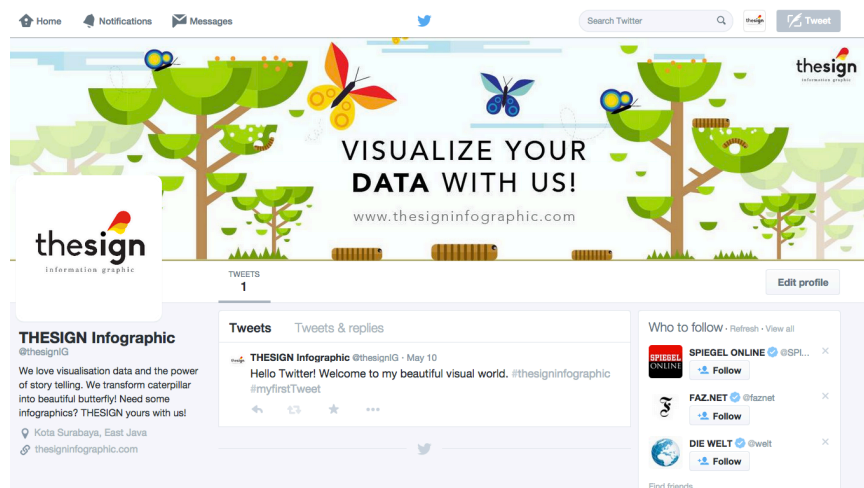 Home
Notifications
Messages
Search Twitter
thesign
Tweet
thesign
information graphic
VISUALIZE YOUR
DATA WITH US!
www.thesigninfographic.com
thesign
information graphic
TWEETS
1
Edit profile
THESIGN Infographic
@thesignIG
We love visualisation data and the power
of story telling. We transform caterpillar
into beautiful butterfly! Need some
infographics? THESIGN yours with us!
Kota Surabaya, East Java
thesigninfographic.com
Tweets Tweets & replies
thesign
THESIGN Infographic @thesignIG · May 10
Hello Twitter! Welcome to my beautiful visual world. #thesigninfographic
#myfirstTweet
Who to follow · Refresh · View all
SPIEGEL
ONLINE
SPIEGEL ONLINE @SPI...
Follow
FAZ.NET @faznet
Follow
DIE WELT @welt
Follow
Find friends